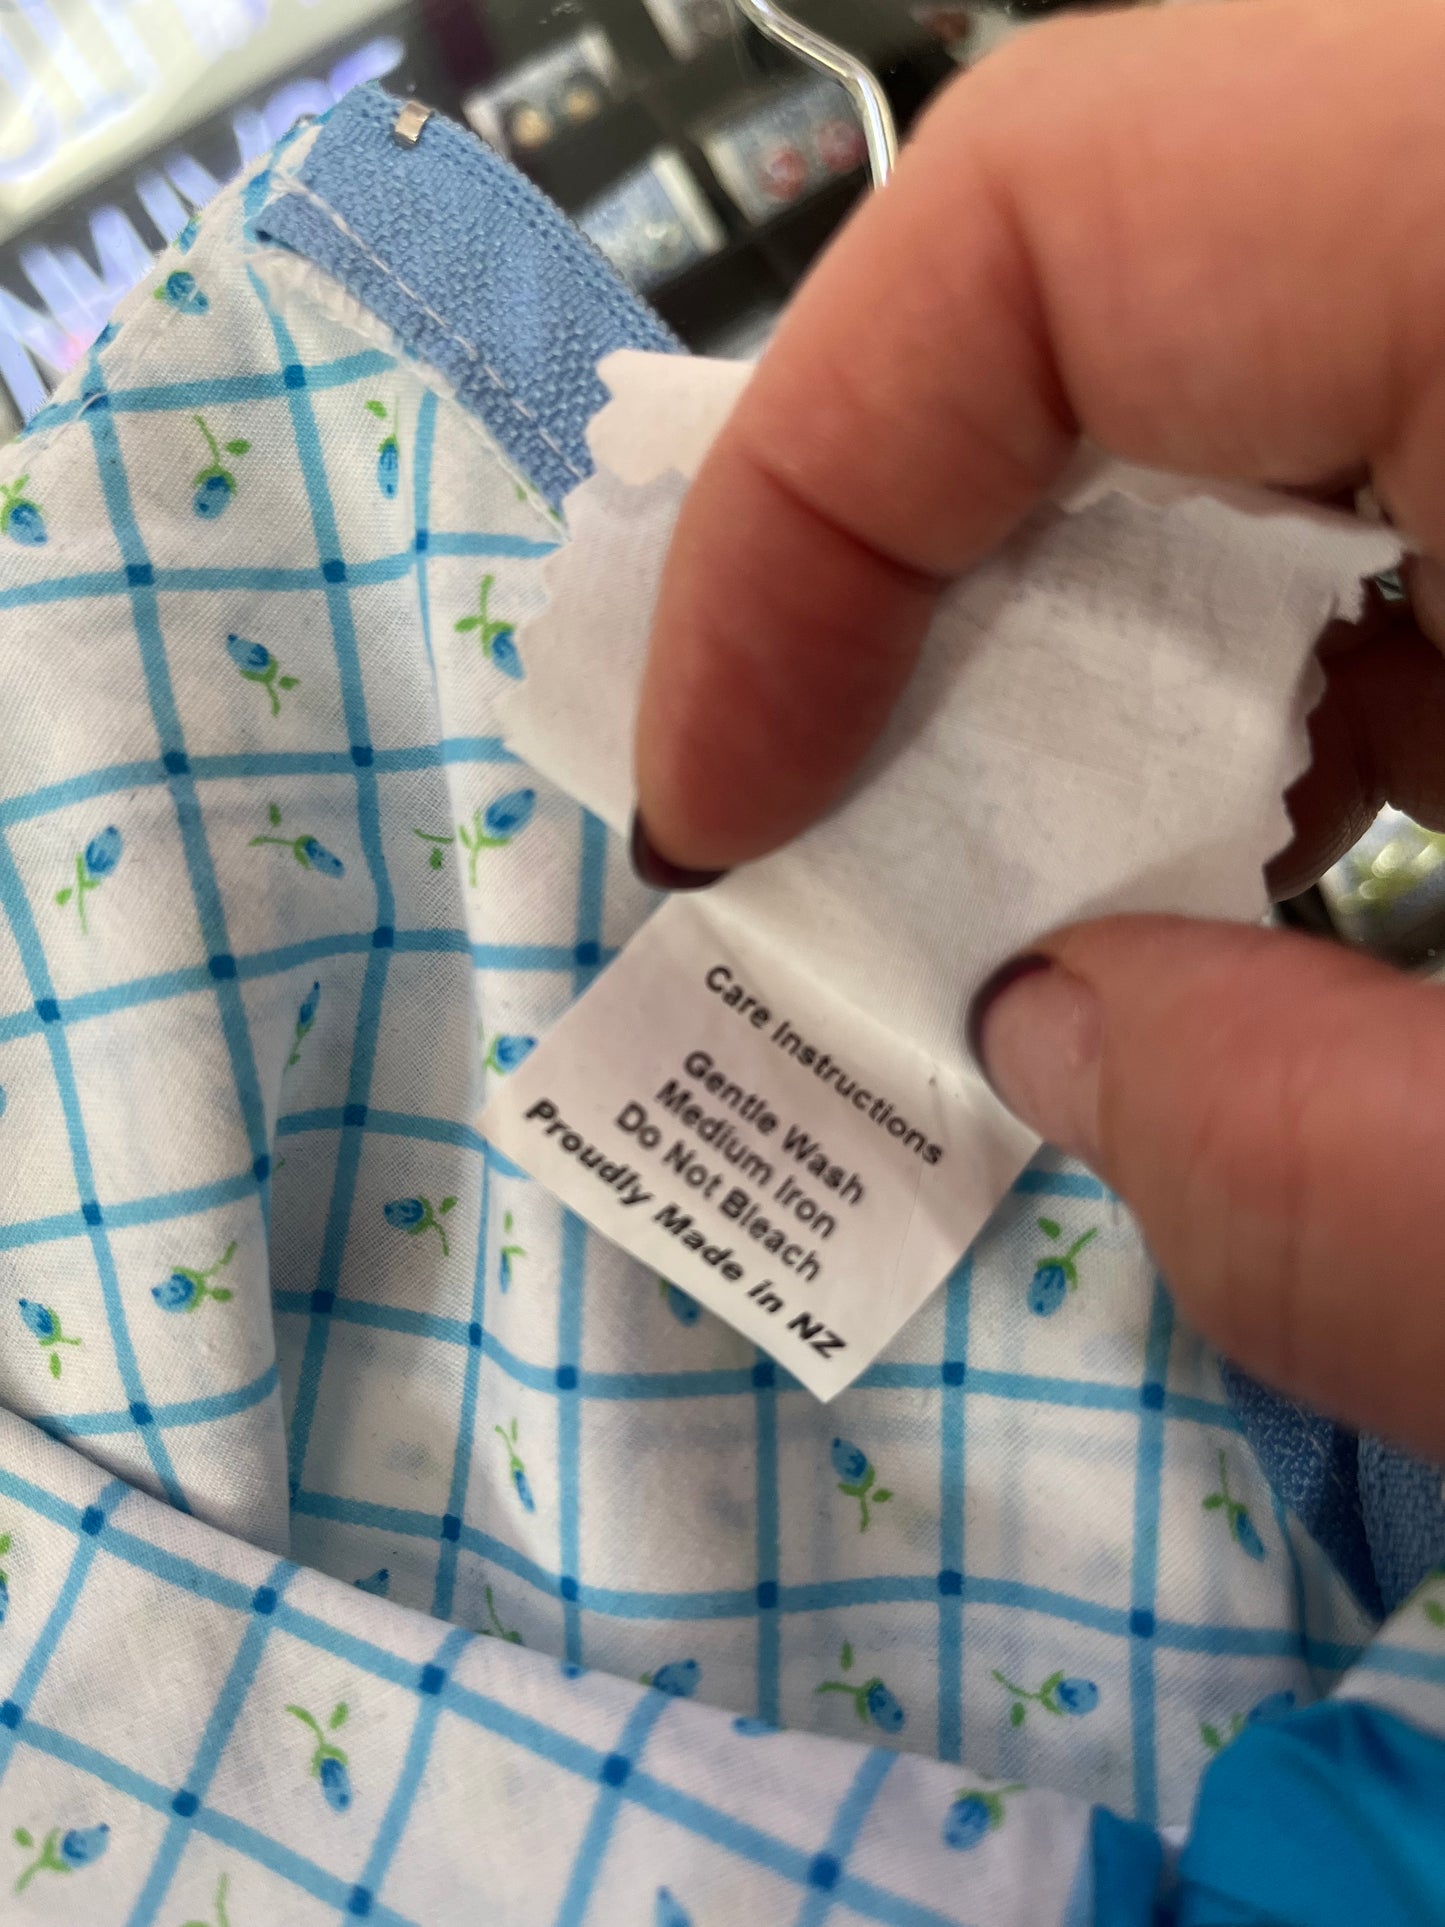 Care Instructions
Gentle Wash
Medium Iron
Do Not Bleach
Proudly Made in NZ